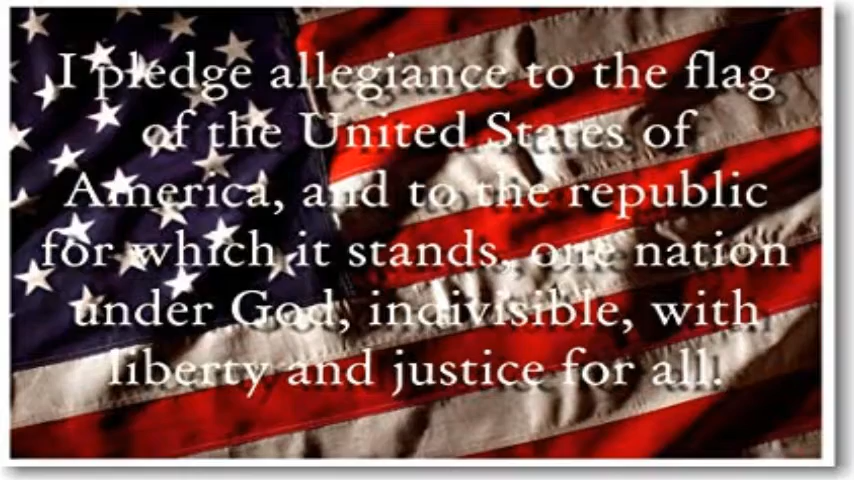 I pledge allegiance to the flag
of the United States of
America, and to the republic
for which it stands, one nation
under God, indivisible, with
liberty and justice for all.